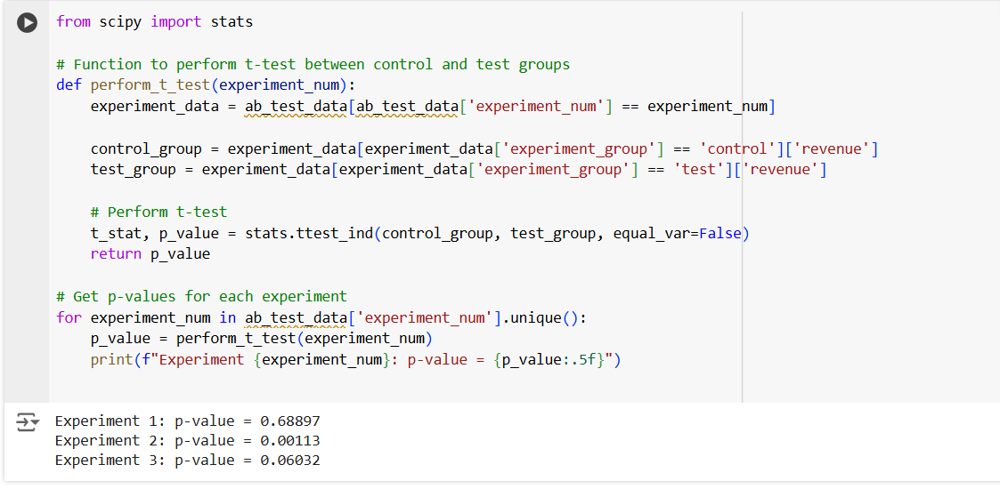 from scipy import stats
# Function to perform t-test between control and test groups
def perform_t_test(experiment_num):
    experiment_data = ab_test_data[ab_test_data['experiment_num'] == experiment_num]
    control_group = experiment_data[experiment_data['experiment_group'] == 'control']['revenue']
    test_group = experiment_data[experiment_data['experiment_group'] == 'test']['revenue']
    # Perform t-test
    t_stat, p_value = stats.ttest_ind(control_group, test_group, equal_var=False)
    return p_value
# Get p-values for each experiment
for experiment_num in ab_test_data['experiment_num'].unique():
    p_value = perform_t_test(experiment_num)
    print(f"Experiment {experiment_num}: p-value = {p_value:.5f}")
Experiment 1: p-value = 0.68897
Experiment 2: p-value = 0.00113
Experiment 3: p-value = 0.06032